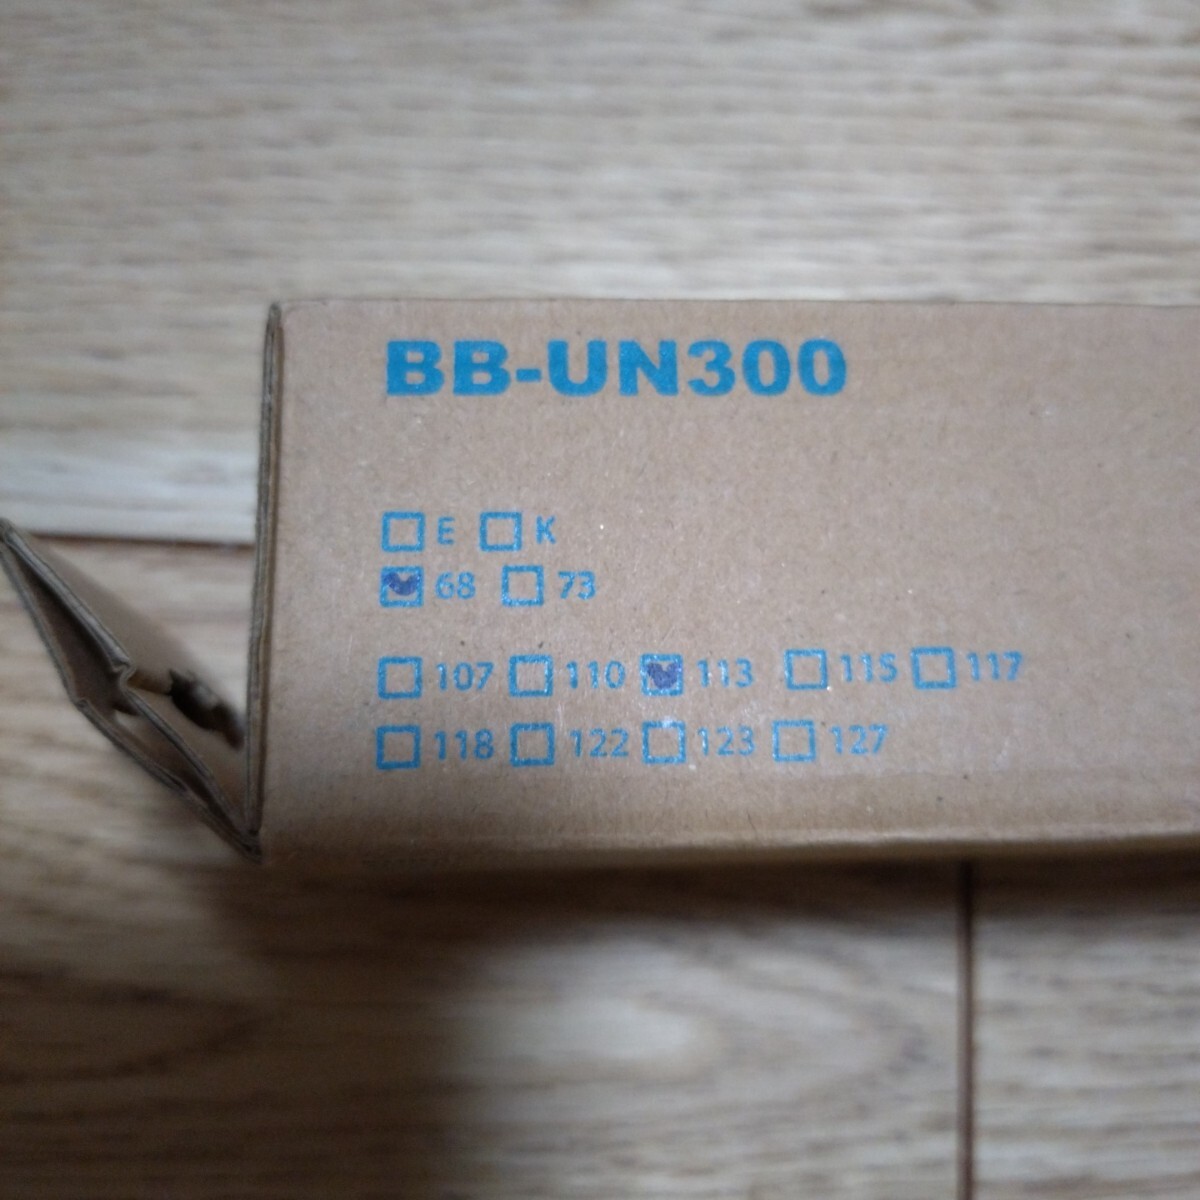 BB-UN300
☐ E ☐ K
☑ 68 ☐ 73
☐ 107 ☐ 110 ☑ 113 ☐ 115 ☐ 117
☐ 118 ☐ 122 ☐ 123 ☐ 127